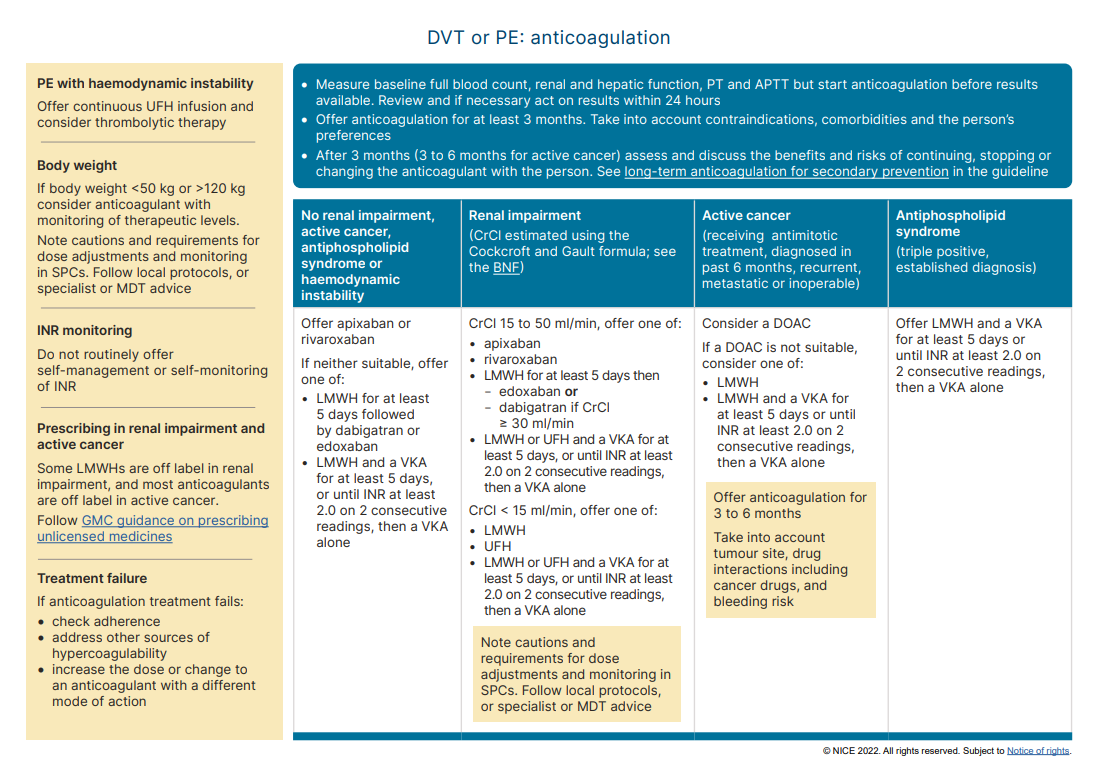 DVT or PE: anticoagulation
PE with haemodynamic instability
Offer continuous UFH infusion and
consider thrombolytic therapy
Body weight
If body weight <50 kg or >120 kg
consider anticoagulant with
monitoring of therapeutic levels.
Note cautions and requirements for
dose adjustments and monitoring
in SPCs. Follow local protocols, or
specialist or MDT advice
INR monitoring
Do not routinely offer
self-management or self-monitoring
of INR
Prescribing in renal impairment and
active cancer
Some LMWHs are off label in renal
impairment, and most anticoagulants
are off label in active cancer.
Follow GMC guidance on prescribing
unlicensed medicines
Treatment failure
If anticoagulation treatment fails:
• check adherence
• address other sources of
hypercoagulability
• increase the dose or change to
an anticoagulant with a different
mode of action
• Measure baseline full blood count, renal and hepatic function, PT and APTT but start anticoagulation before results
available. Review and if necessary act on results within 24 hours
• Offer anticoagulation for at least 3 months. Take into account contraindications, comorbidities and the person's
preferences
• After 3 months (3 to 6 months for active cancer) assess and discuss the benefits and risks of continuing, stopping or
changing the anticoagulant with the person. See long-term anticoagulation for secondary prevention in the guideline
No renal impairment,
active cancer,
antiphospholipid
syndrome or
haemodynamic
instability
Offer apixaban or
rivaroxaban
If neither suitable, offer
one of:
• LMWH for at least
5 days followed
by dabigatran or
edoxaban
• LMWH and a VKA
for at least 5 days,
or until INR at least
2.0 on 2 consecutive
readings, then a VKA
alone
Renal impairment
(CrCl estimated using the
Cockcroft and Gault formula; see
the BNF)
CrCl 15 to 50 ml/min, offer one of:
• apixaban
• rivaroxaban
• LMWH for at least 5 days then
– edoxaban or
– dabigatran if CrCl
≥ 30 ml/min
• LMWH or UFH and a VKA for at
least 5 days, or until INR at least
2.0 on 2 consecutive readings,
then a VKA alone
CrCl < 15 ml/min, offer one of:
• LMWH
• UFH
• LMWH or UFH and a VKA for at
least 5 days, or until INR at least
2.0 on 2 consecutive readings,
then a VKA alone
Note cautions and
requirements for dose
adjustments and monitoring in
SPCs. Follow local protocols,
or specialist or MDT advice
Active cancer
(receiving antimitotic
treatment, diagnosed in
past 6 months, recurrent,
metastatic or inoperable)
Consider a DOAC
If a DOAC is not suitable,
consider one of:
• LMWH
• LMWH and a VKA for
at least 5 days or until
INR at least 2.0 on 2
consecutive readings,
then a VKA alone
Offer anticoagulation for
3 to 6 months
Take into account
tumour site, drug
interactions including
cancer drugs, and
bleeding risk
Antiphospholipid
syndrome
(triple positive,
established diagnosis)
Offer LMWH and a VKA
for at least 5 days or
until INR at least 2.0 on
2 consecutive readings,
then a VKA alone
© NICE 2022. All rights reserved. Subject to Notice of rights.